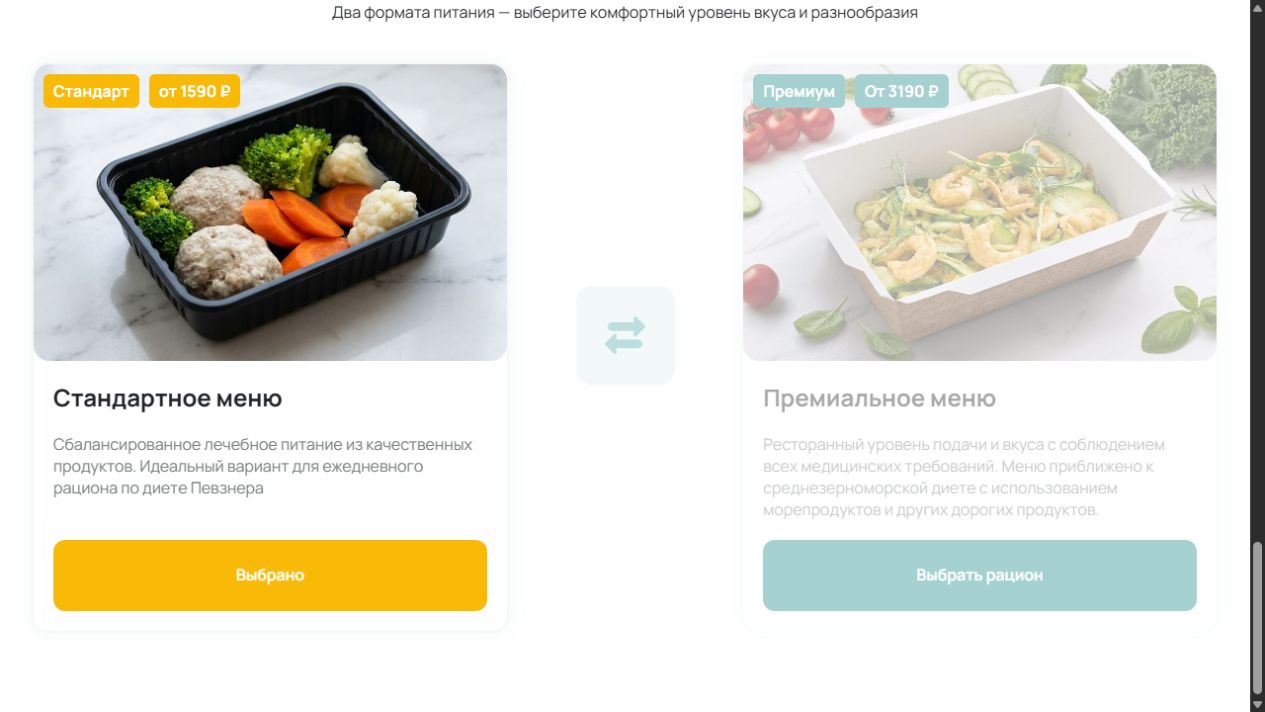 Два формата питания — выберите комфортный уровень вкуса и разнообразия
Стандарт
от 1590 ₽
Стандартное меню
Сбалансированное лечебное питание из качественных
продуктов. Идеальный вариант для ежедневного
рациона по диете Певзнера
Выбрано
Премиум
От 3190 ₽
Премиальное меню
Ресторанный уровень подачи и вкуса с соблюдением
всех медицинских требований. Меню приближено к
среднезерноморской диете с использованием
морепродуктов и других дорогих продуктов.
Выбрать рацион